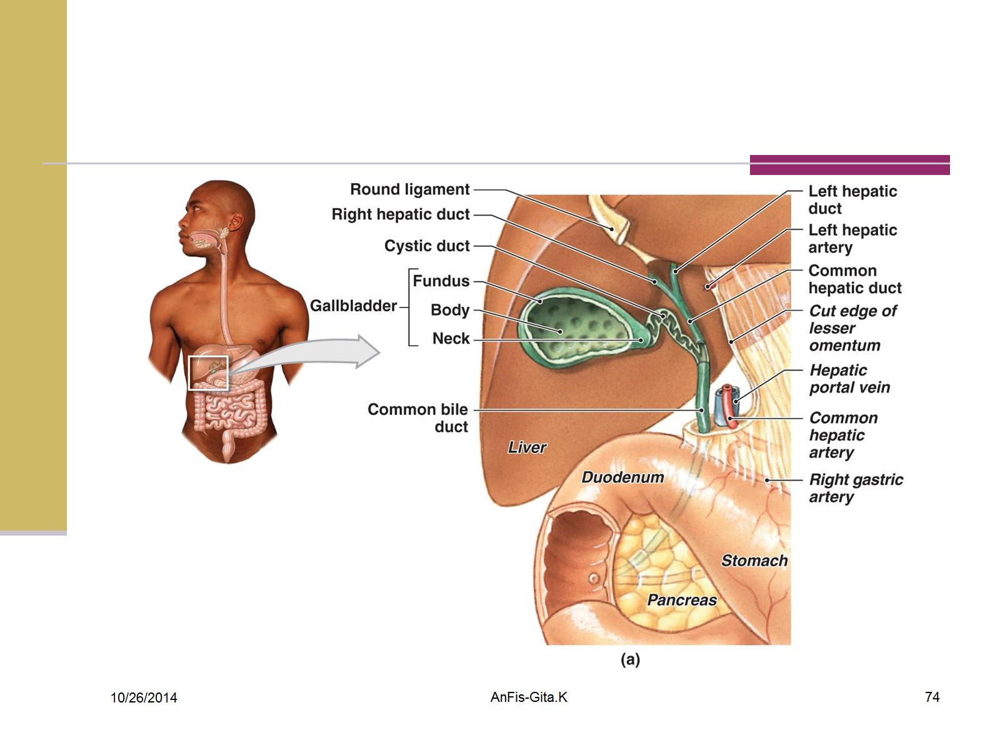 Round ligament
Right hepatic duct
Cystic duct
Fundus
Gallbladder
Body
Neck
Common bile
duct
Left hepatic
duct
Left hepatic
artery
Common
hepatic duct
Cut edge of
lesser
omentum
Hepatic
portal vein
Common
hepatic
artery
Right gastric
artery
Liver
Duodenum
Stomach
Pancreas
(a)
10/26/2014
AnFis-Gita.K
74